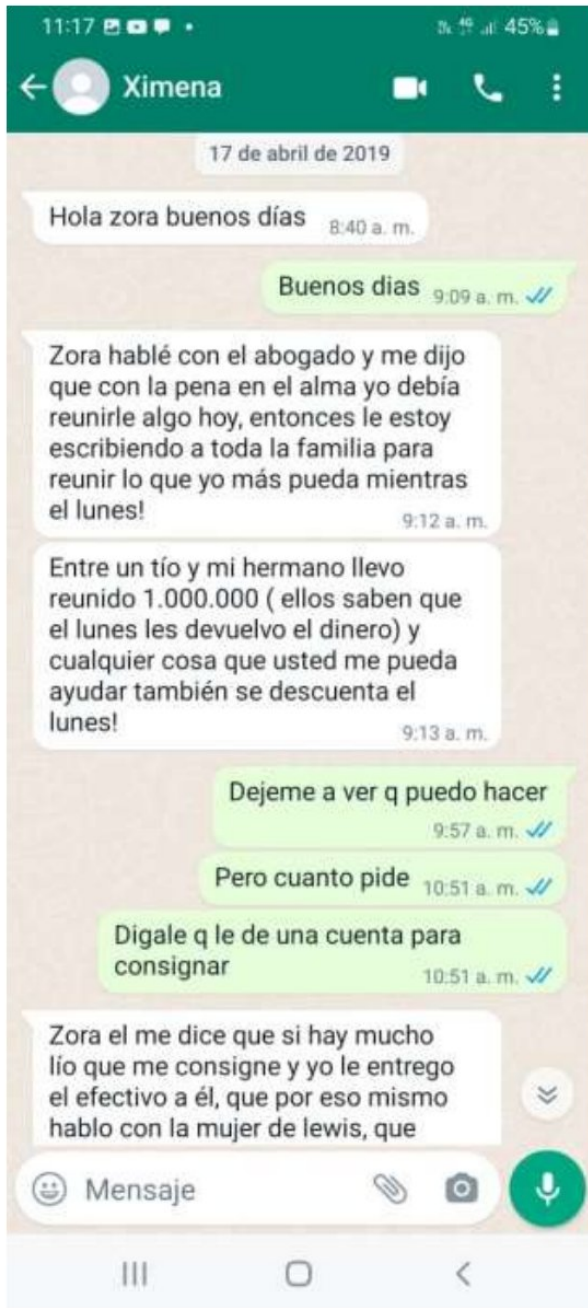 11:17
4G 45%
Ximena
17 de abril de 2019
Hola zora buenos días 8:40 a. m.
Buenos dias 9:09 a. m.
Zora hablé con el abogado y me dijo
que con la pena en el alma yo debía
reunirle algo hoy, entonces le estoy
escribiendo a toda la familia para
reunir lo que yo más pueda mientras
el lunes! 9:12 a. m.
Entre un tío y mi hermano llevo
reunido 1.000.000 ( ellos saben que
el lunes les devuelvo el dinero) y
cualquier cosa que usted me pueda
ayudar también se descuenta el
lunes! 9:13 a. m.
Dejeme a ver q puedo hacer
9:57 a. m.
Pero cuanto pide 10:51 a. m.
Digale q le de una cuenta para
consignar 10:51 a. m.
Zora el me dice que si hay mucho
lío que me consigne y yo le entrego
el efectivo a él, que por eso mismo
hablo con la mujer de lewis, que
Mensaje